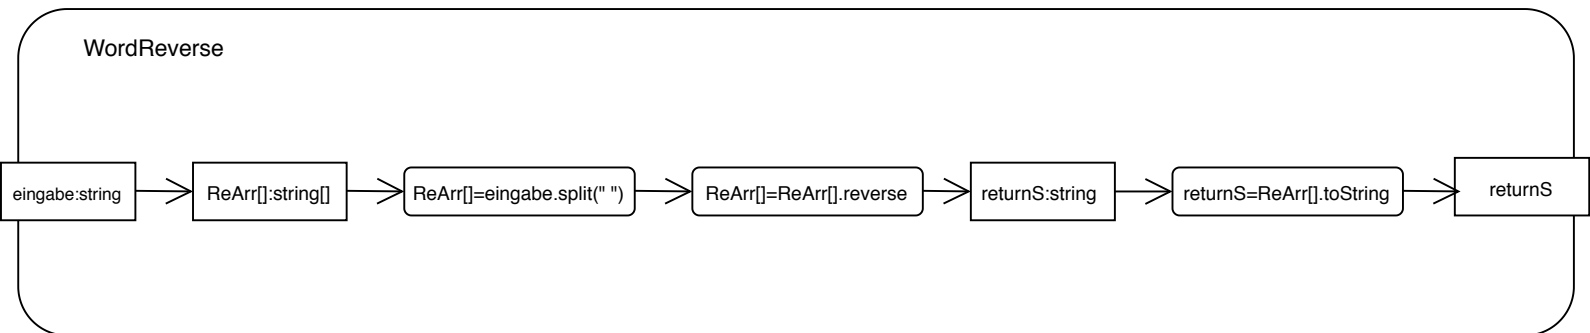 WordReverse
eingabe:string
ReArr[]:string[]
ReArr[]=eingabe.split(" ")
ReArr[]=ReArr[].reverse
returnS:string
returnS=ReArr[].toString
returnS